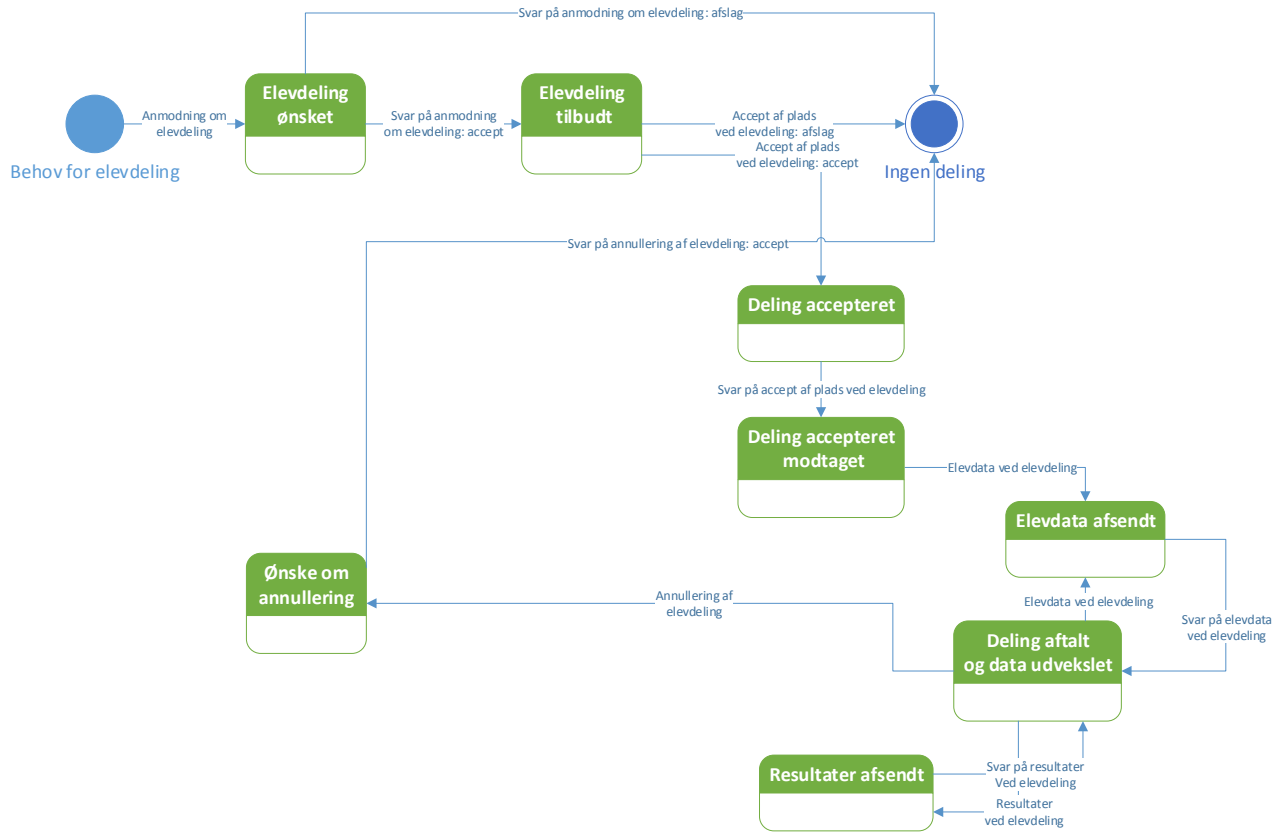 Svar på anmodning om elevdeling: afslag
Elevdeling
ønsket
Elevdeling
tilbudt
Anmodning om
elevdeling
Svar på anmodning
om elevdeling: accept
Accept af plads
ved elevdeling: afslag
Accept af plads
ved elevdeling: accept
Behov for elevdeling
Ingen deling
Svar på annullering af elevdeling: accept
Deling accepteret
Svar på accept af plads ved elevdeling
Deling accepteret
modtaget
Elevdata ved elevdeling
Elevdata afsendt
Ønske om
annullering
Annullering af
elevdeling
Elevdata ved elevdeling
Svar på elevdata
ved elevdeling
Deling aftalt
og data udvekslet
Resultater afsendt
Svar på resultater
Ved elevdeling
Resultater
ved elevdeling